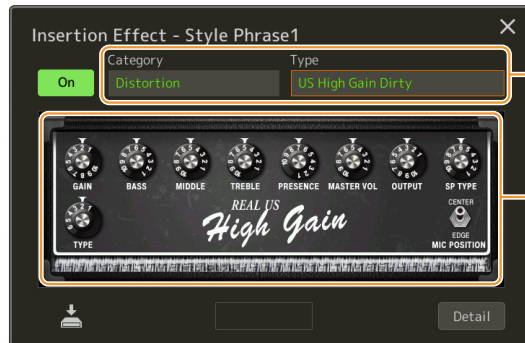 Insertion Effect - Style Phrase1
Category Type
On Distortion US High Gain Dirty
GAIN BASS MIDDLE TREBLE PRESENCE MASTER VOL OUTPUT SP TYPE
REAL US
High Gain
TYPE
CENTER
EDGE
MIC POSITION
Detail